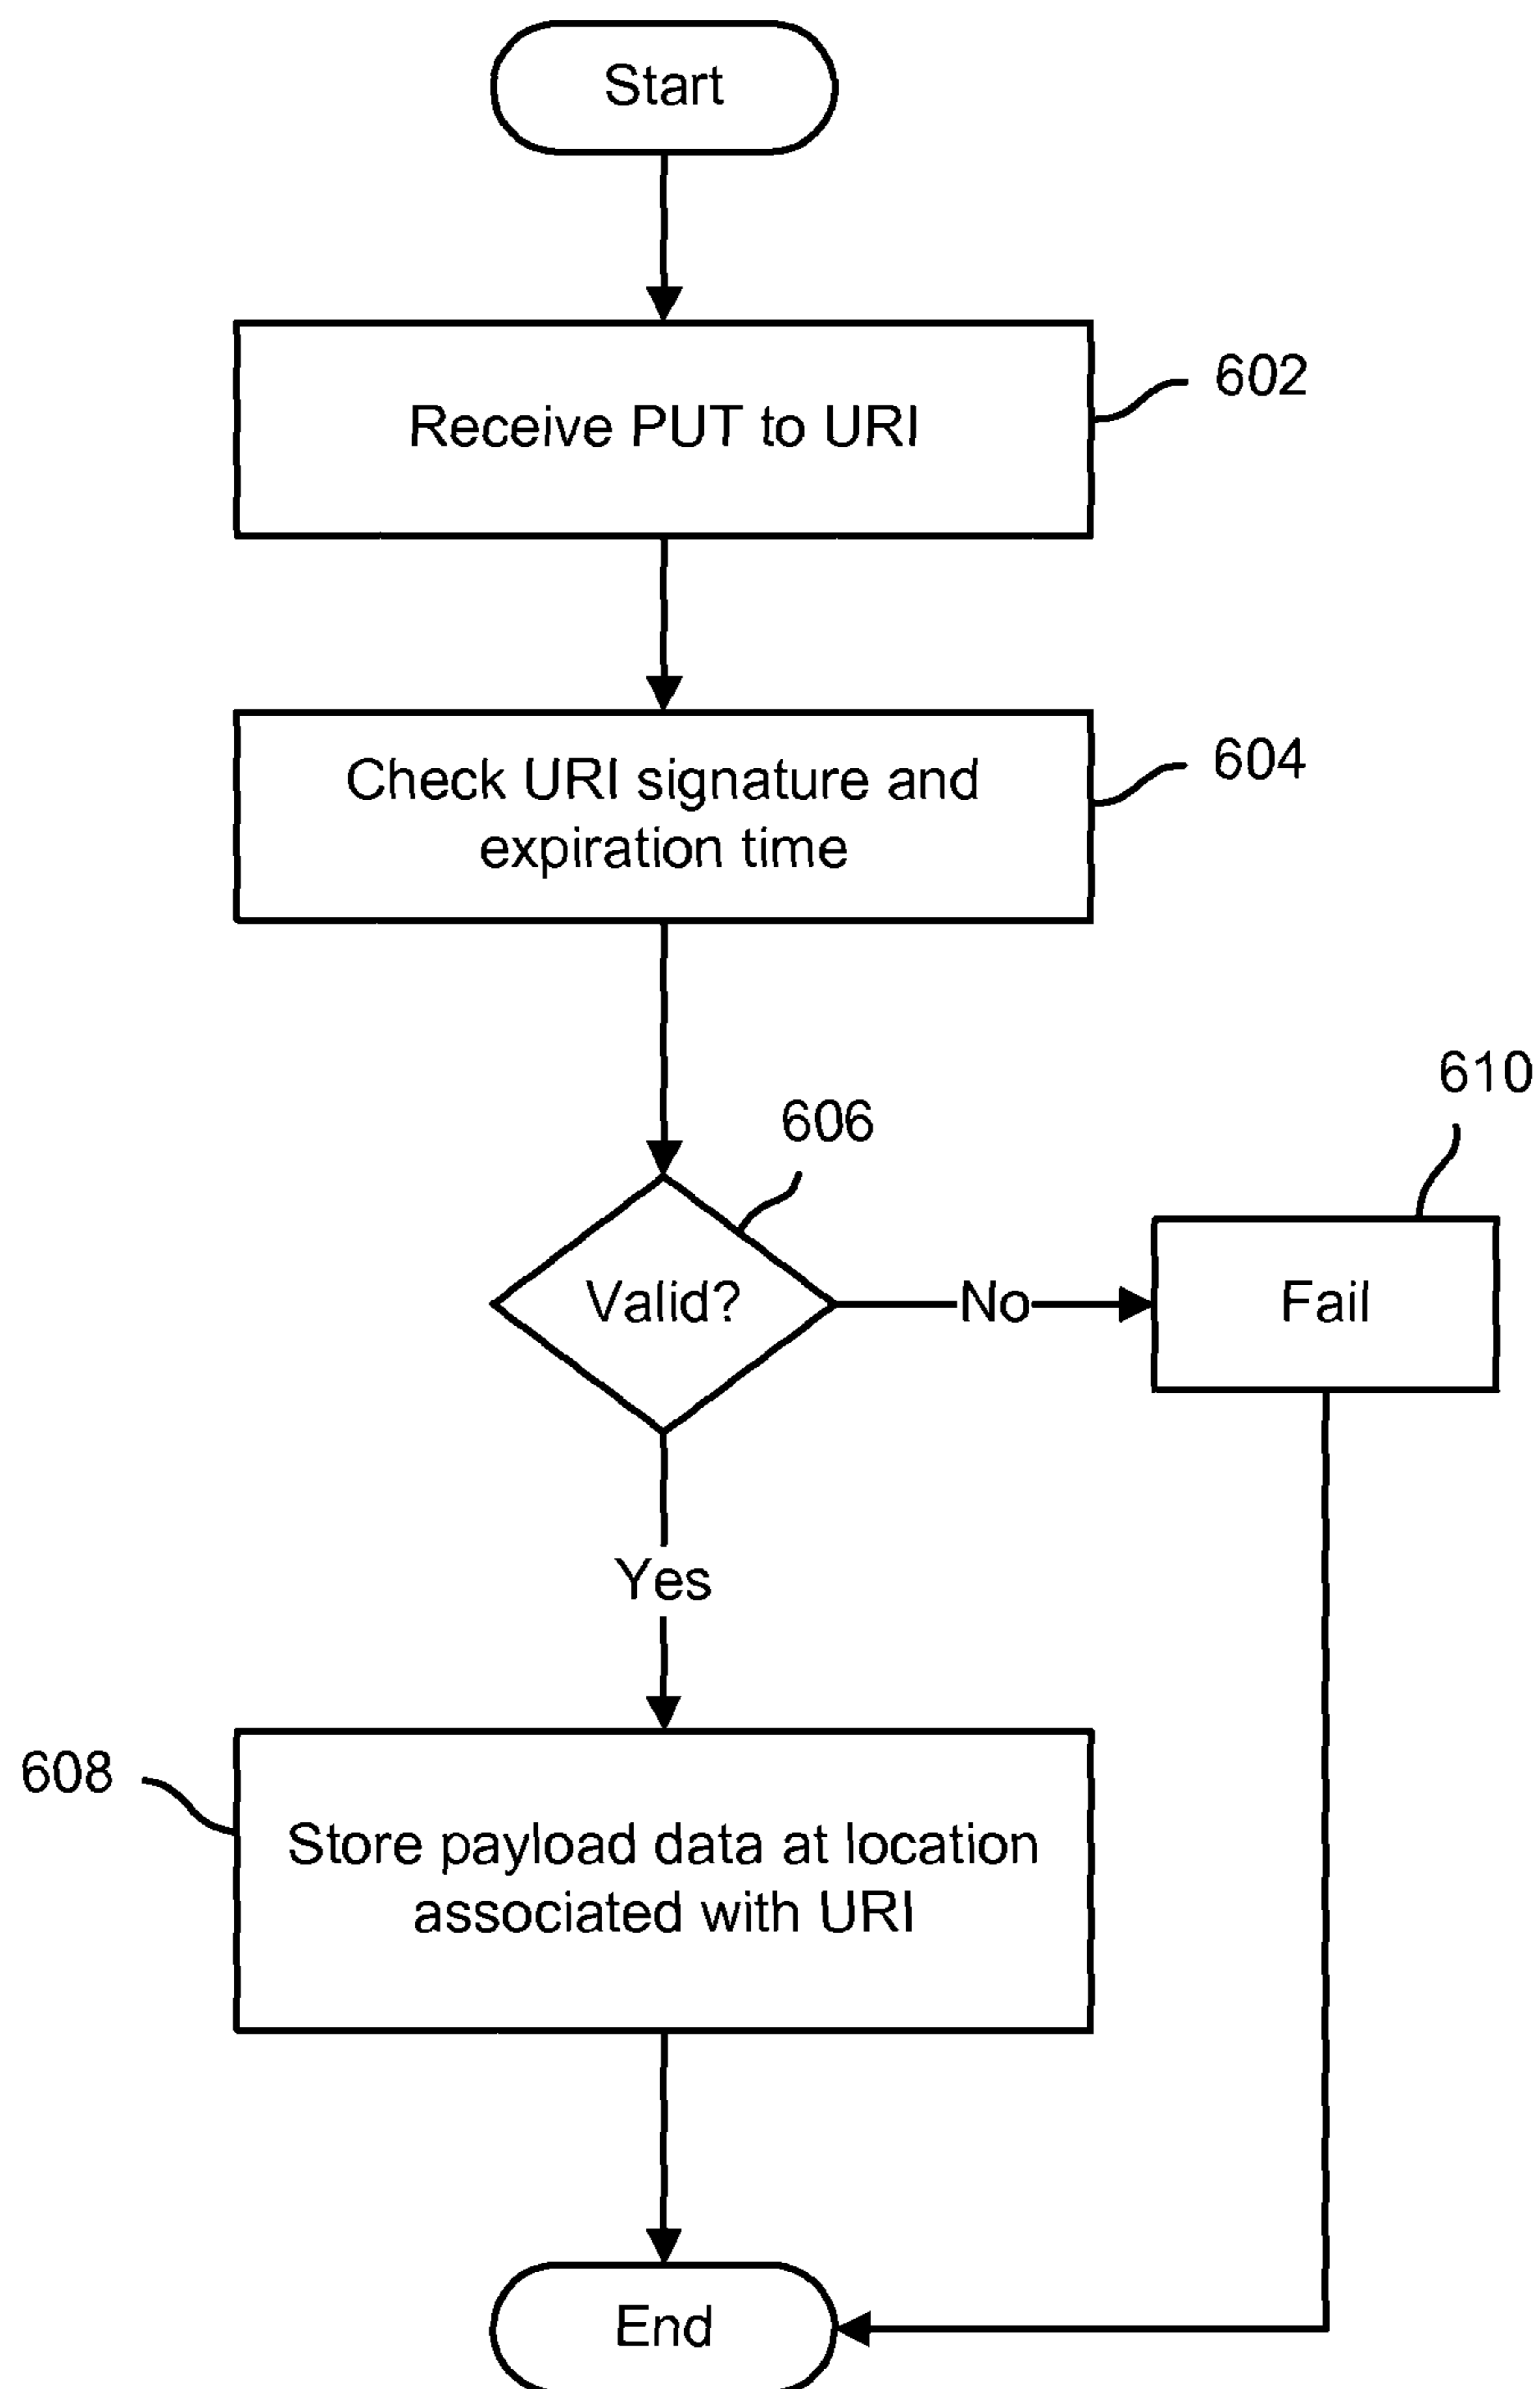 Start
Receive PUT to URI
602
Check URI signature and
expiration time
604
606
610
Valid?
No
Fail
Yes
608
Store payload data at location
associated with URI
End